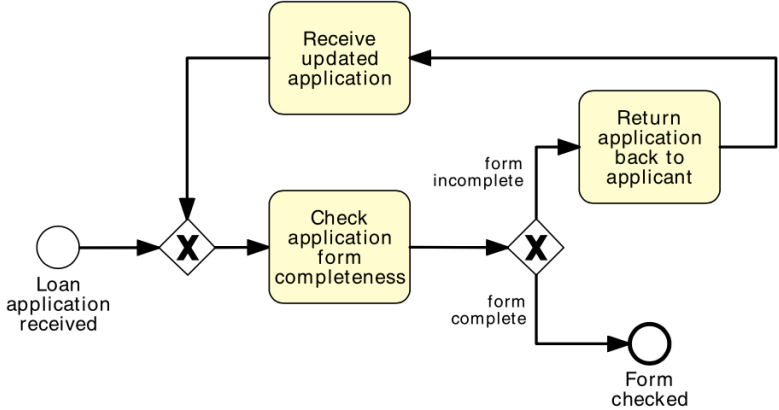 Receive
updated
application
Return
application
back to
applicant
form
incomplete
Check
application
form
completeness
X
X
Loan
application
received
form
complete
Form
checked